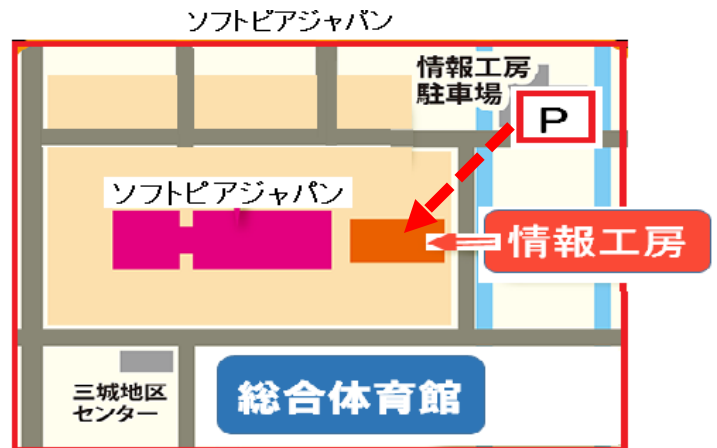 ソフトピアジャパン
情報工房
駐車場
P
ソフトピアジャパン
情報工房
三城地区
センター
総合体育館